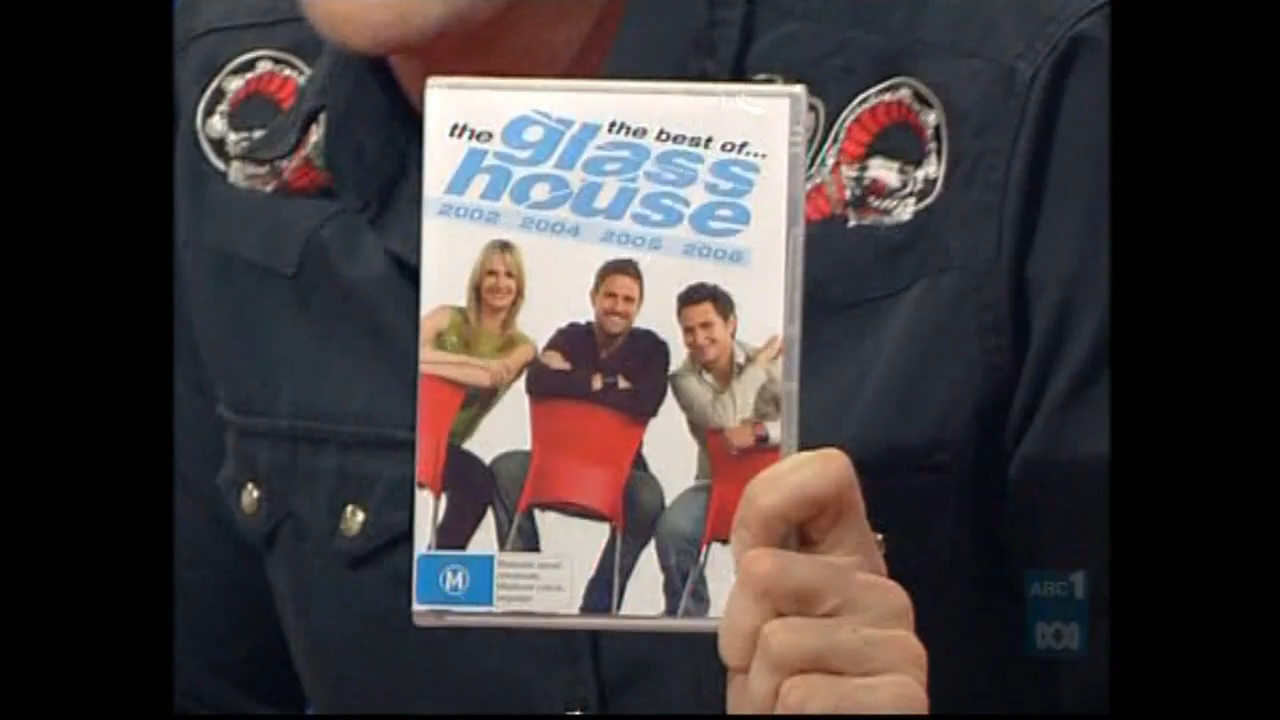 the best of...
the glass
house
2002 2004 2005 2006
M
ABC1